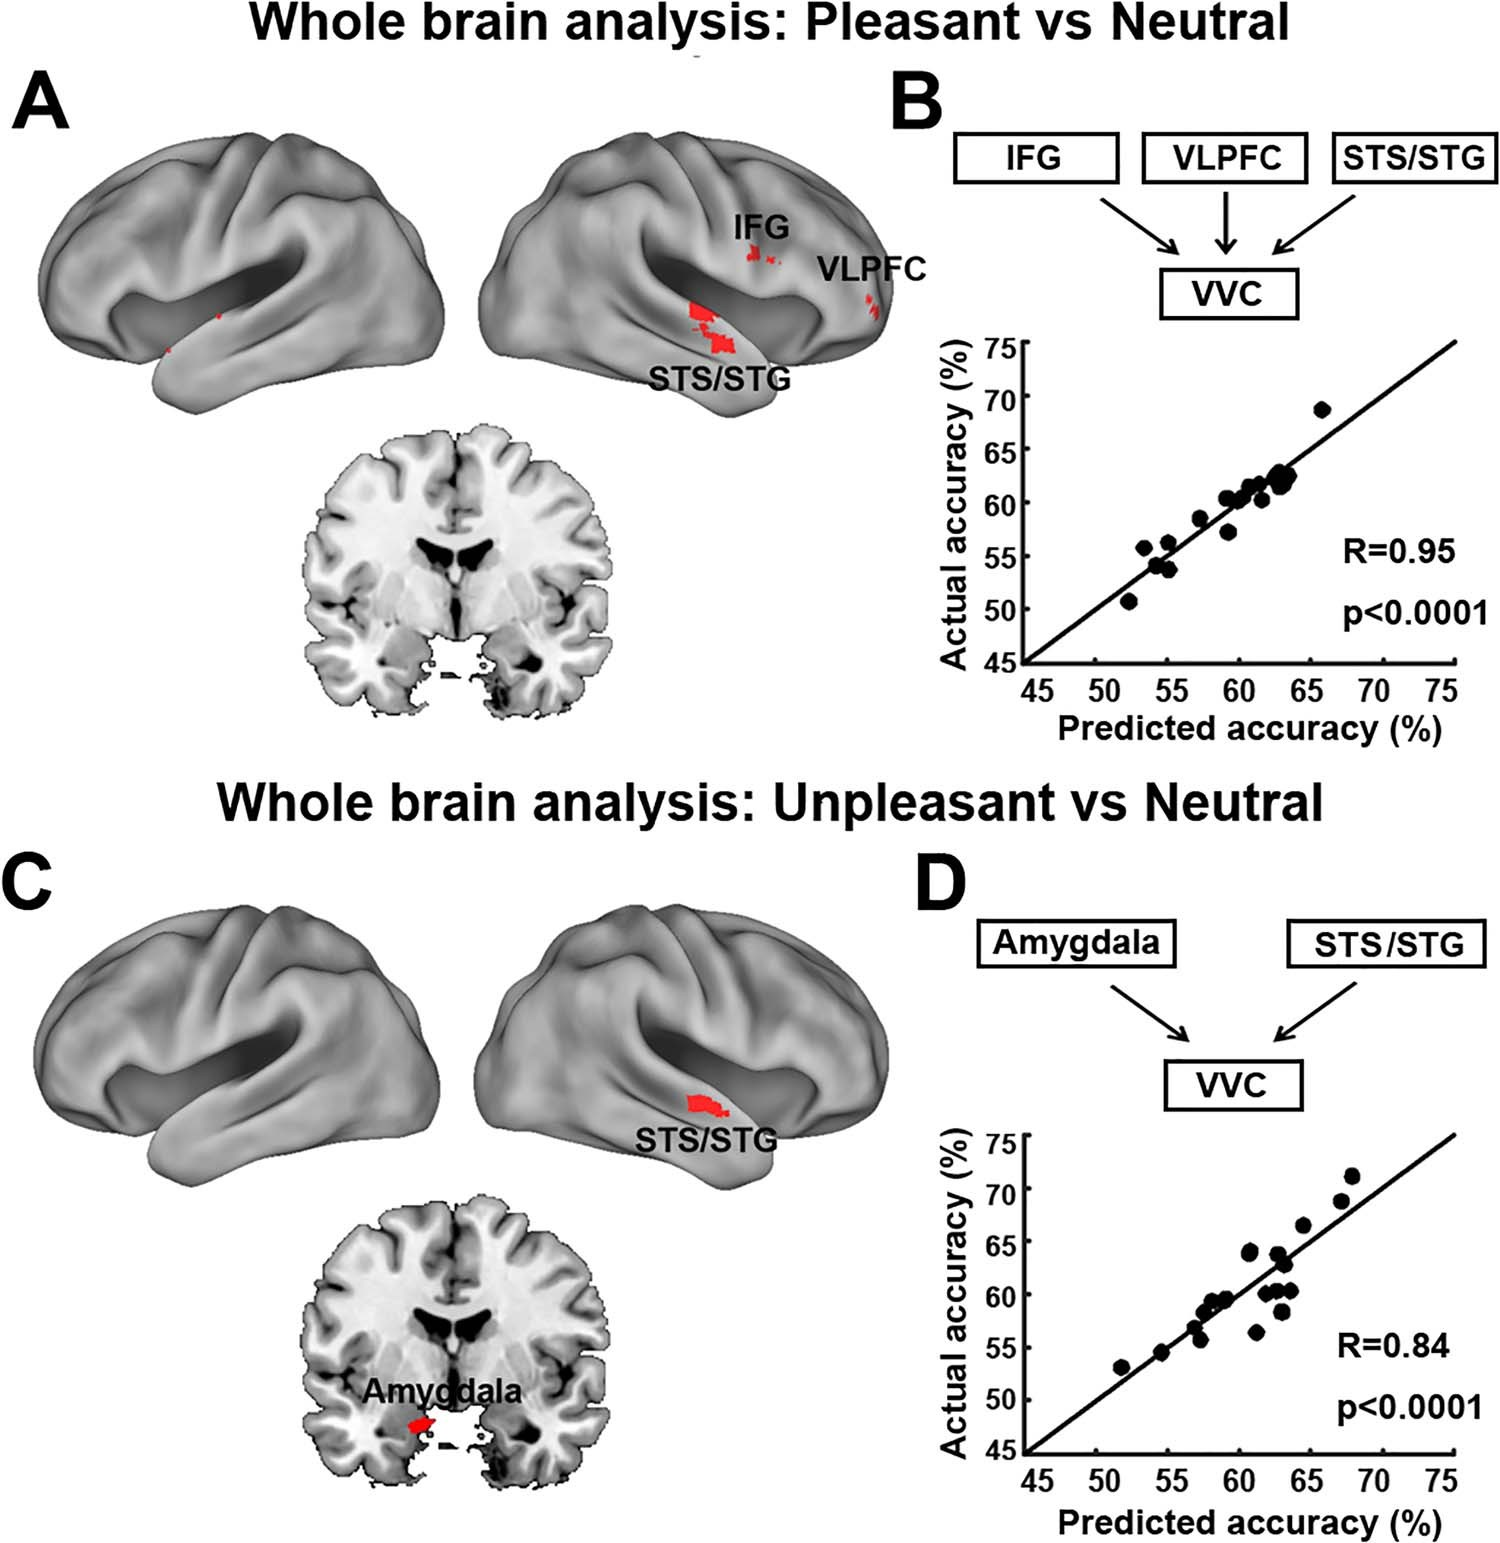 Whole brain analysis: Pleasant vs Neutral
A
B
IFG
VLPFC
STS/STG
IFG
VLPFC
STS/STG
VVC
Actual accuracy (%)
75
70
65
60
55
50
45
R=0.95
p<0.0001
45 50 55 60 65 70 75
Predicted accuracy (%)
Whole brain analysis: Unpleasant vs Neutral
C
D
STS/STG
Amygdala
Amygdala
STS/STG
VVC
Actual accuracy (%)
75
70
65
60
55
50
45
R=0.84
p<0.0001
45 50 55 60 65 70 75
Predicted accuracy (%)